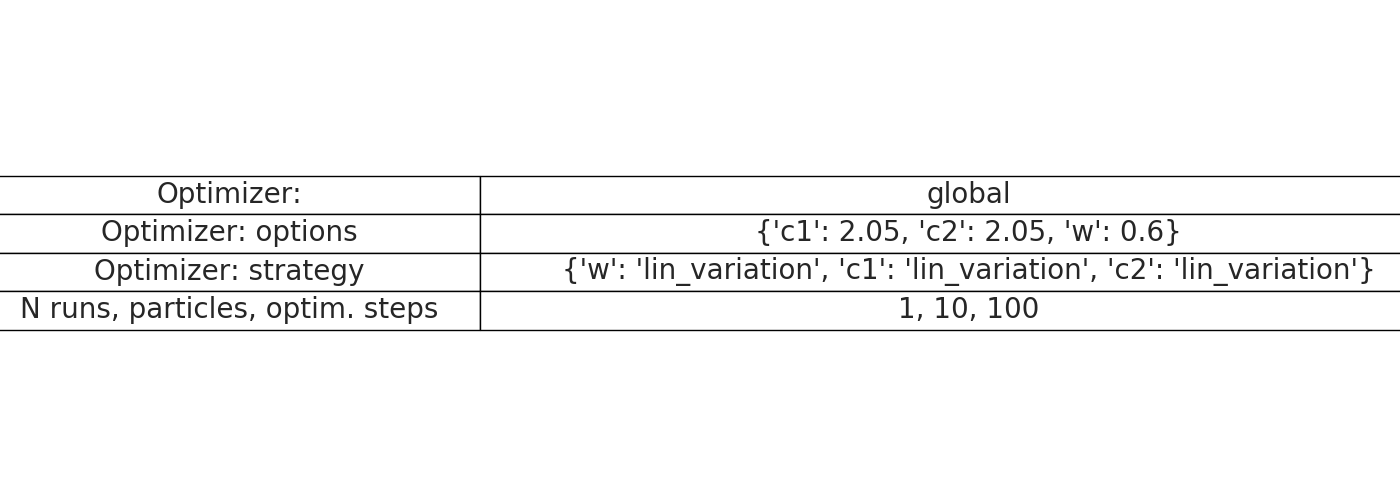 Optimizer: global
Optimizer: options {'c1': 2.05, 'c2': 2.05, 'w': 0.6}
Optimizer: strategy {'w': 'lin_variation', 'c1': 'lin_variation', 'c2': 'lin_variation'}
N runs, particles, optim. steps 1, 10, 100